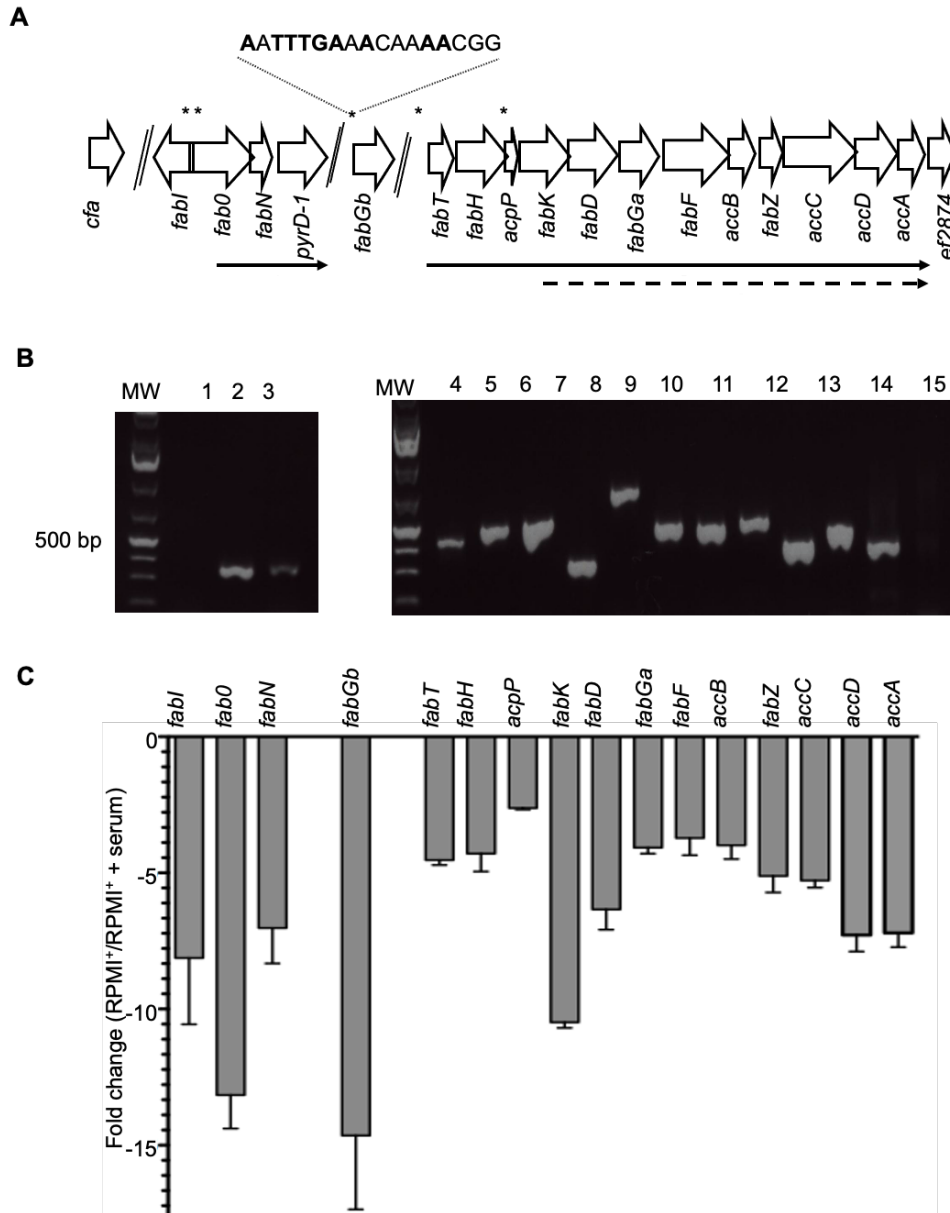 A
AATTTGAAACAAAACGG
* * * * *
cfa fabI fab0 fabN pyrD-1 fabGb fabT fabH acpP fabK fabD fabGa fabF accB fabZ accC accD accA ef2874
B
MW 1 2 3 MW 4 5 6 7 8 9 10 11 12 13 14 15
500 bp
C
fabI fab0 fabN fabGb fabT fabH acpP fabK fabD fabGa fabF accB fabZ accC accD accA
0
-5
-10
-15
Fold change (RPMI⁺/RPMI⁺ + serum)